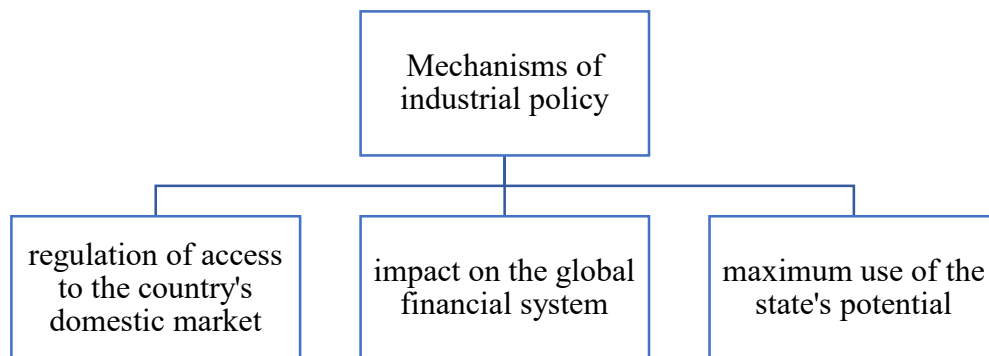 Mechanisms of
industrial policy
regulation of access
to the country's
domestic market
impact on the global
financial system
maximum use of the
state's potential